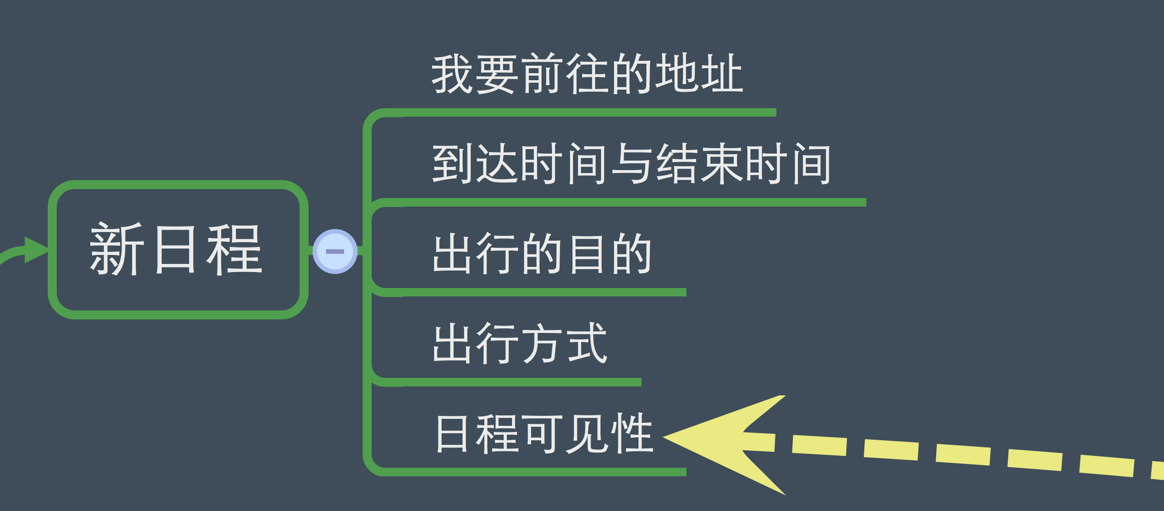 我要前往的地址
到达时间与结束时间
新日程
出行的目的
出行方式
日程可见性